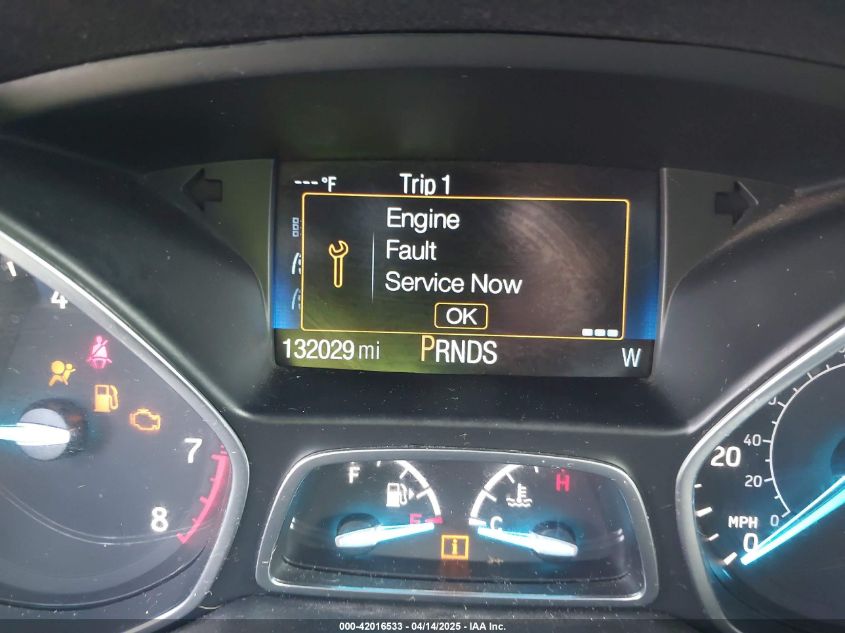 ---°F Trip 1
Engine
Fault
Service Now
OK
132029 mi PRNDS W
4
7
8
F
E
H
C
i
20
40
20
0
MPH
0
000-42016533 - 04/14/2025 - IAA Inc.